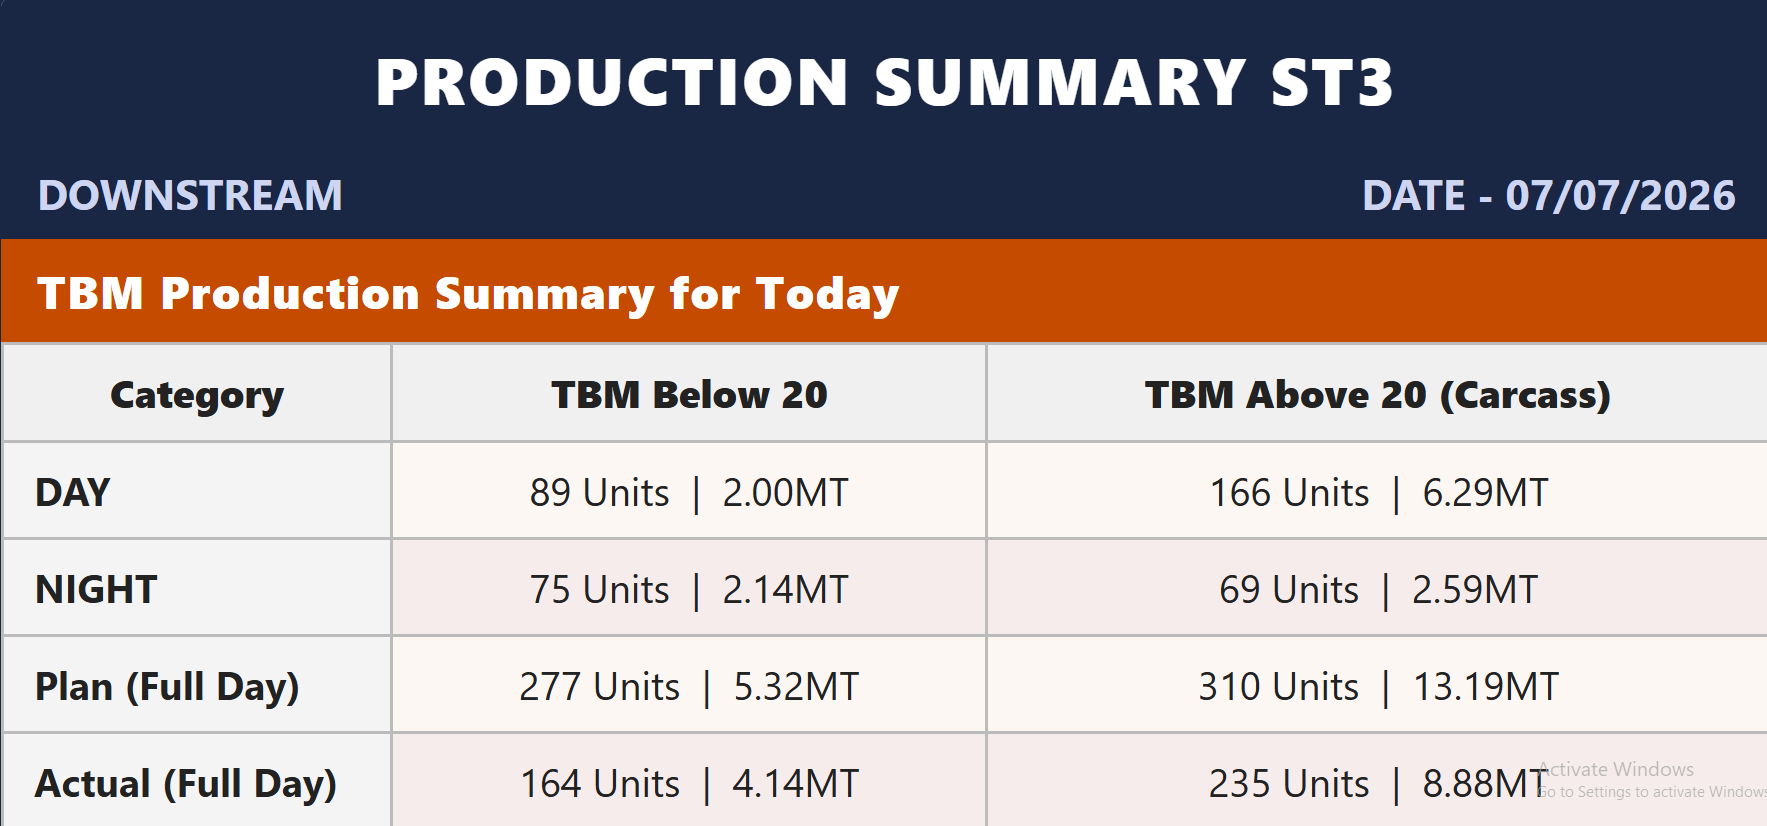 PRODUCTION SUMMARY ST3
DOWNSTREAM DATE - 07/07/2026
TBM Production Summary for Today
Category TBM Below 20 TBM Above 20 (Carcass)
DAY 89 Units | 2.00MT 166 Units | 6.29MT
NIGHT 75 Units | 2.14MT 69 Units | 2.59MT
Plan (Full Day) 277 Units | 5.32MT 310 Units | 13.19MT
Actual (Full Day) 164 Units | 4.14MT 235 Units | 8.88MT
Activate Windows
Go to Settings to activate Windows